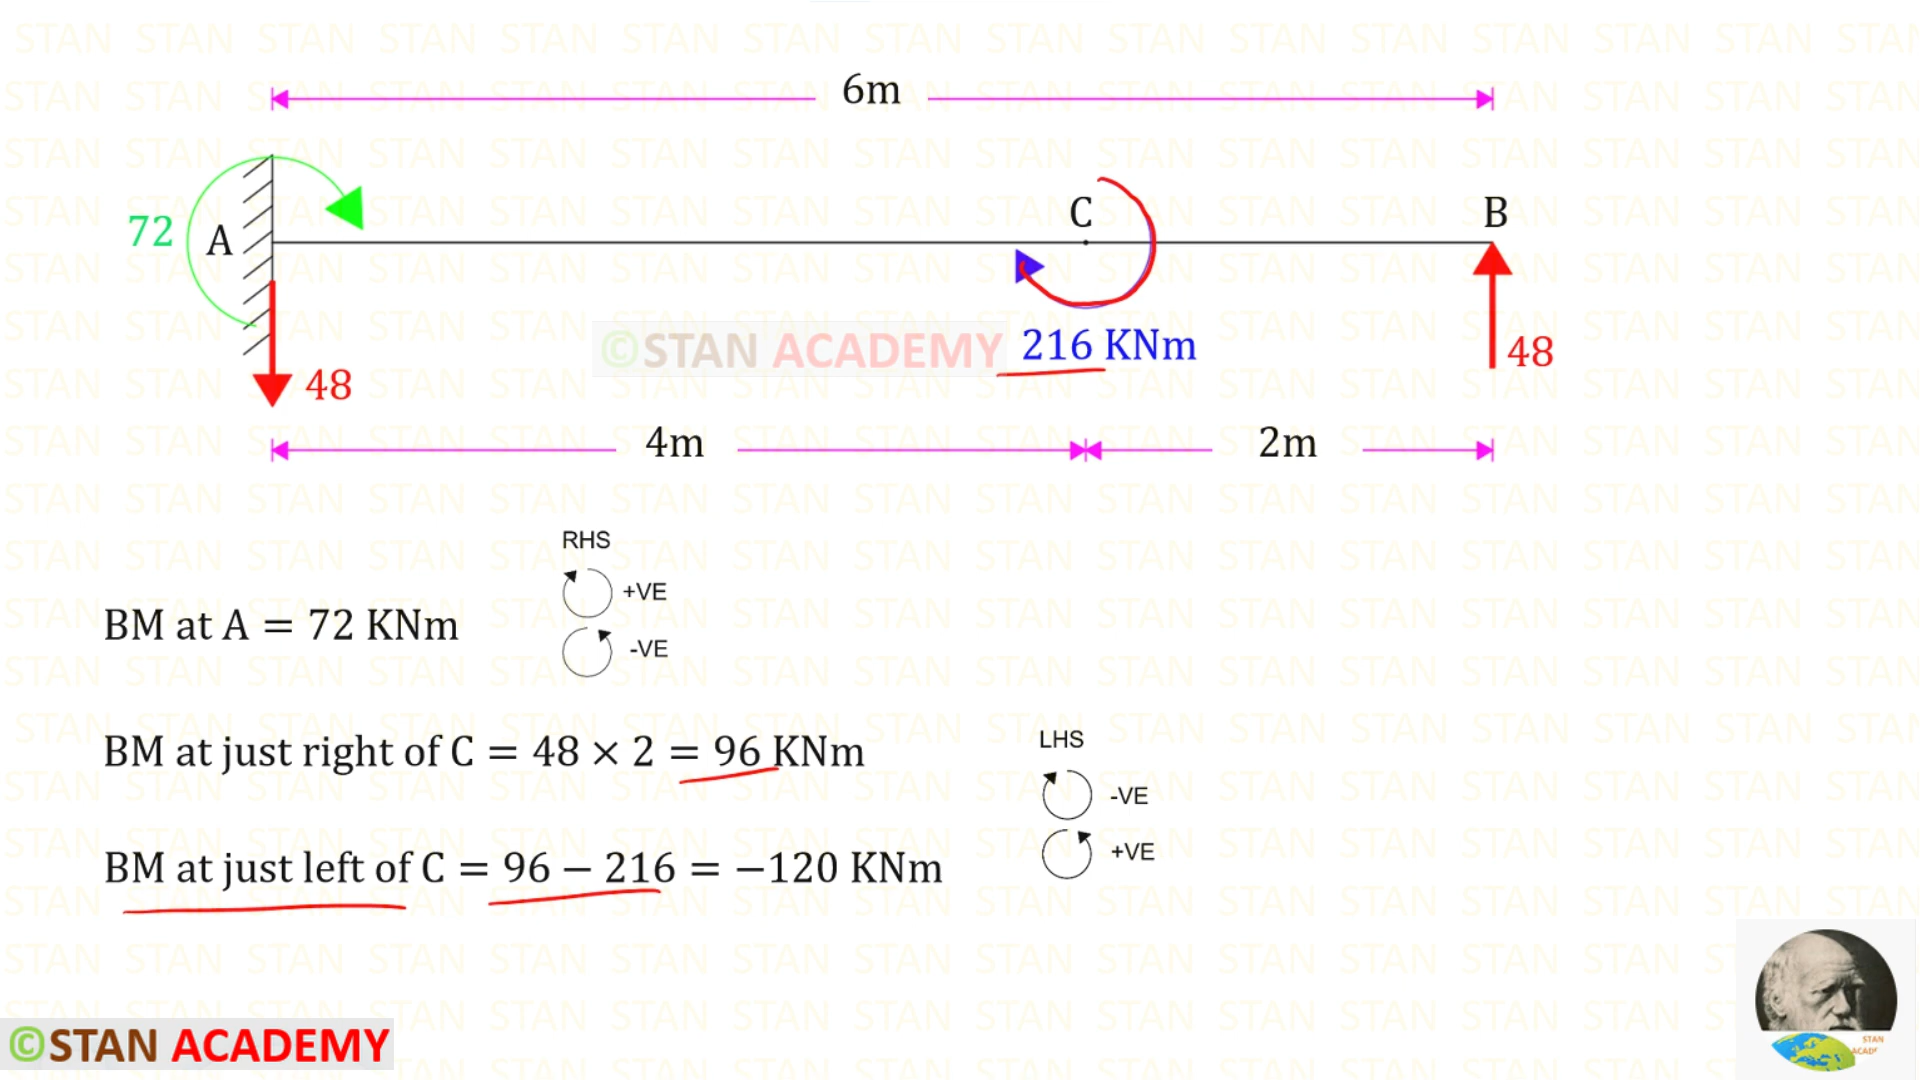 6m
C
B
72
A
©STAN ACADEMY
216 KNm
48
48
4m
2m
RHS
+VE
BM at A = 72 KNm
-VE
BM at just right of C = 48 × 2 = 96 KNm
LHS
-VE
BM at just left of C = 96 − 216 = −120 KNm
+VE
©STAN ACADEMY
STAN